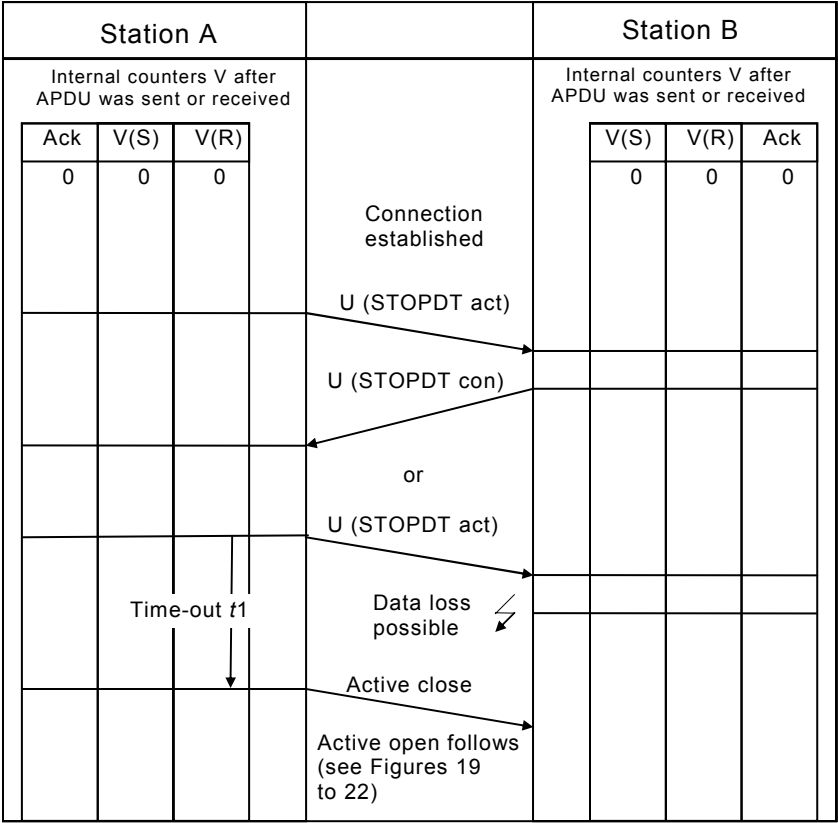 Station A
Station B
Internal counters V after
APDU was sent or received
Internal counters V after
APDU was sent or received
Ack V(S) V(R)
V(S) V(R) Ack
0 0 0
0 0 0
Connection
established
U (STOPDT act)
U (STOPDT con)
or
U (STOPDT act)
Time-out t1
Data loss
possible
Active close
Active open follows
(see Figures 19
to 22)